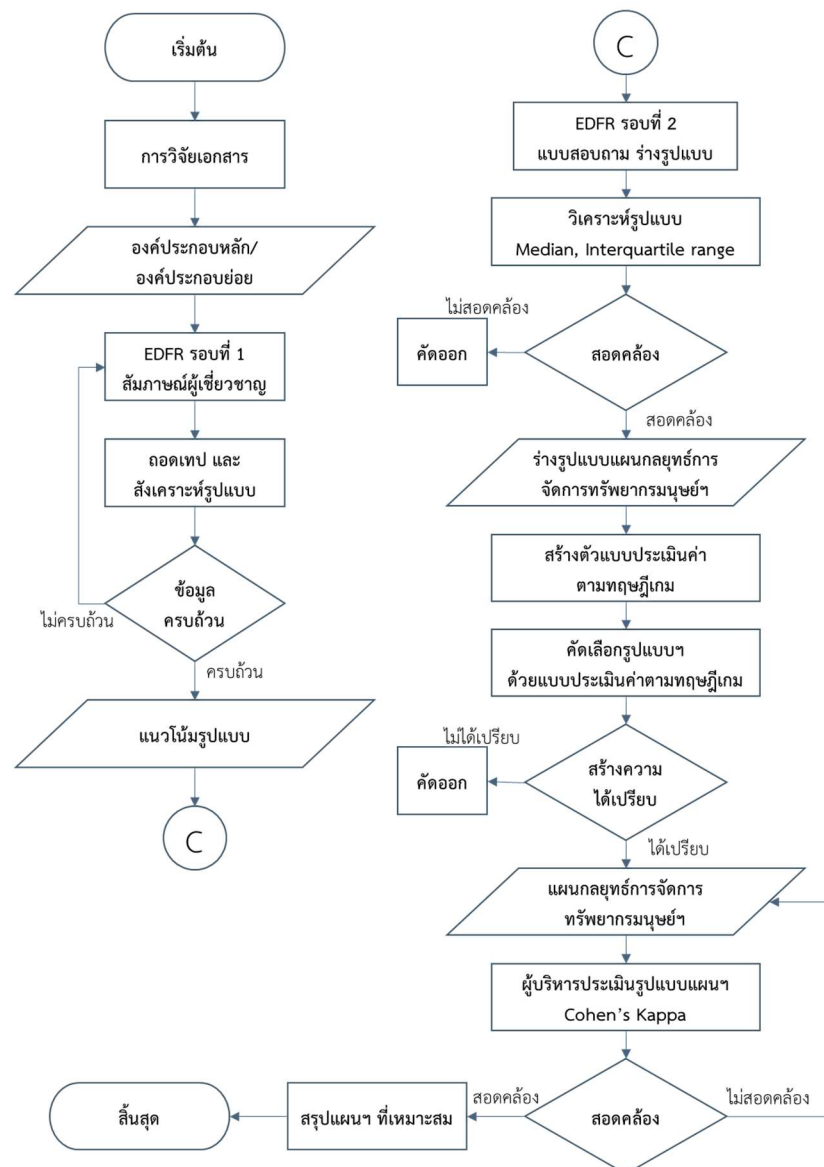 เริ่มต้น
การวิจัยเอกสาร
องค์ประกอบหลัก/
องค์ประกอบย่อย
EDFR รอบที่ 1
สัมภาษณ์ผู้เชี่ยวชาญ
ถอดเทป และ
สังเคราะห์รูปแบบ
ข้อมูล
ครบถ้วน
ไม่ครบถ้วน
ครบถ้วน
แนวโน้มรูปแบบ
C
C
EDFR รอบที่ 2
แบบสอบถาม ร่างรูปแบบ
วิเคราะห์รูปแบบ
Median, Interquartile range
ไม่สอดคล้อง
คัดออก
สอดคล้อง
สอดคล้อง
ร่างรูปแบบแผนกลยุทธ์การ
จัดการทรัพยากรมนุษย์ฯ
สร้างตัวแบบประเมินค่า
ตามทฤษฎีเกม
คัดเลือกรูปแบบฯ
ด้วยแบบประเมินค่าตามทฤษฎีเกม
ไม่ได้เปรียบ
คัดออก
สร้างความ
ได้เปรียบ
ได้เปรียบ
แผนกลยุทธ์การจัดการ
ทรัพยากรมนุษย์ฯ
ผู้บริหารประเมินรูปแบบแผนฯ
Cohen's Kappa
สอดคล้อง
ไม่สอดคล้อง
สอดคล้อง
สรุปแผนฯ ที่เหมาะสม
สิ้นสุด